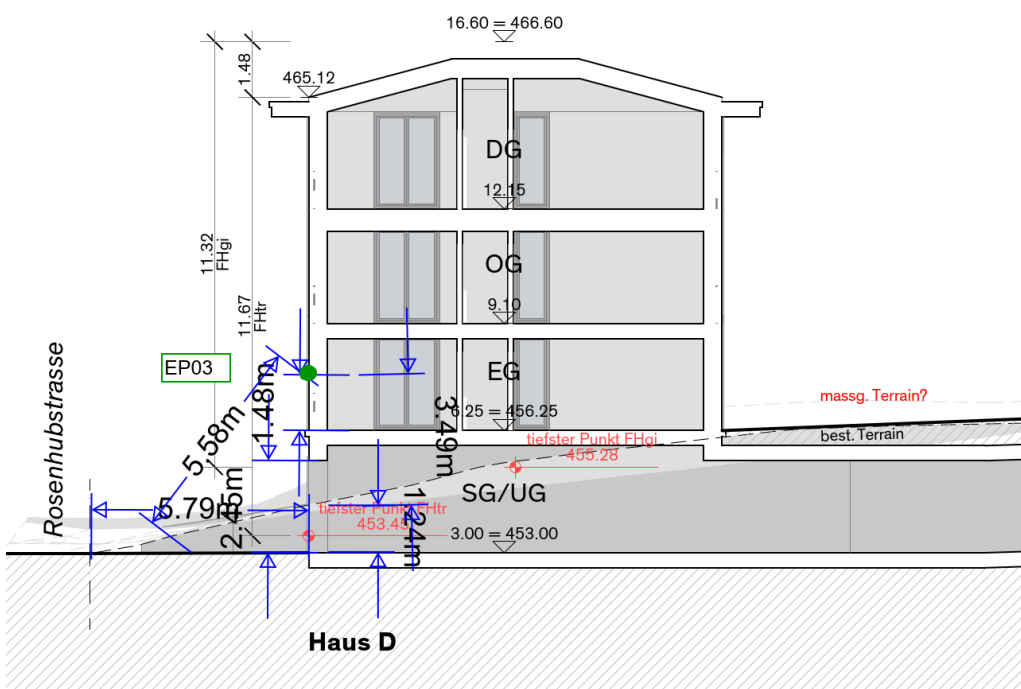 16.60 = 466.60
1.48
465.12
DG
12.15
11.32
FHgi
OG
9.10
11.67
FHtr
Rosenhubstrasse
EP03
EG
1.48m
5,58m
3.49m
6.25 = 456.25
massg. Terrain?
best. Terrain
tiefster Punkt FHgi
455.28
SG/UG
5.79m
2.46m
tiefster Punkt FHtr
453.45
1.24m
3.00 = 453.00
Haus D